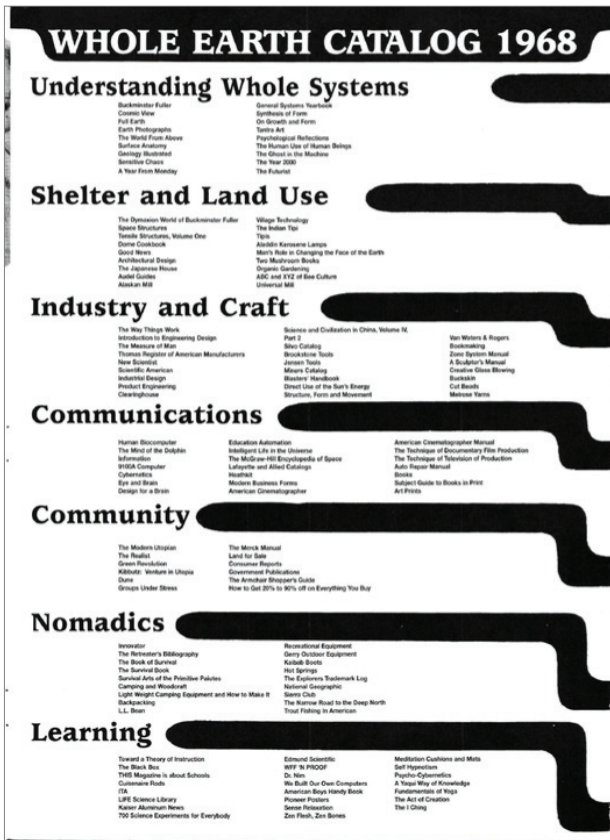 WHOLE EARTH CATALOG 1968
Understanding Whole Systems
Buckminster Fuller
Cosmic View
Full Earth
Earth Photographs
The World From Above
Surface Anatomy
Geology Illustrated
Sensitive Chaos
A Year From Monday
General Systems Yearbook
Synthesis of Form
On Growth and Form
Tantra Art
Psychological Reflections
The Human Use of Human Beings
The Ghost in the Machine
The Year 2000
The Futurist
Shelter and Land Use
The Dymaxion World of Buckminster Fuller
Space Structures
Tensile Structures, Volume One
Dome Cookbook
Good News
Architectural Design
The Japanese House
Audel Guides
Alaskan Mill
Village Technology
The Indian Tipi
Tipis
Aladdin Kerosene Lamps
Man's Role in Changing the Face of the Earth
Two Mushroom Books
Organic Gardening
ABC and XYZ of Bee Culture
Universal Mill
Industry and Craft
The Way Things Work
Introduction to Engineering Design
The Measure of Man
Thomas Register of American Manufacturers
New Scientist
Scientific American
Industrial Design
Product Engineering
Clearinghouse
Science and Civilization in China, Volume IV,
Part 2
Silvo Catalog
Brookstone Tools
Jensen Tools
Miners Catalog
Blasters' Handbook
Direct Use of the Sun's Energy
Structure, Form and Movement
Van Waters & Rogers
Bookmaking
Zone System Manual
A Sculptor's Manual
Creative Glass Blowing
Buckskin
Cut Beads
Melrose Yarns
Communications
Human Biocomputer
The Mind of the Dolphin
Information
9100A Computer
Cybernetics
Eye and Brain
Design for a Brain
Education Automation
Intelligent Life in the Universe
The McGraw-Hill Encyclopedia of Space
Lafayette and Allied Catalogs
Heathkit
Modern Business Forms
American Cinematographer
American Cinematographer Manual
The Technique of Documentary Film Production
The Technique of Television of Production
Auto Repair Manual
Books
Subject Guide to Books in Print
Art Prints
Community
The Modern Utopian
The Realist
Green Revolution
Kibbutz: Venture in Utopia
Dune
Groups Under Stress
The Merck Manual
Land for Sale
Consumer Reports
Government Publications
The Armchair Shopper's Guide
How to Get 20% to 90% off on Everything You Buy
Nomadics
Innovator
The Retreater's Bibliography
The Book of Survival
The Survival Book
Survival Arts of the Primitive Paiutes
Camping and Woodcraft
Light Weight Camping Equipment and How to Make It
Backpacking
L.L. Bean
Recreational Equipment
Gerry Outdoor Equipment
Kaibab Boots
Hot Springs
The Explorers Trademark Log
National Geographic
Sierra Club
The Narrow Road to the Deep North
Trout Fishing in American
Learning
Toward a Theory of Instruction
The Black Box
THIS Magazine is about Schools
Cuisenaire Rods
ITA
LIFE Science Library
Kaiser Aluminum News
700 Science Experiments for Everybody
Edmund Scientific
WFF 'N PROOF
Dr. Nim
We Built Our Own Computers
American Boys Handy Book
Pioneer Posters
Sense Relaxation
Zen Flesh, Zen Bones
Meditation Cushions and Mats
Self Hypnotism
Psycho-Cybernetics
A Yaqui Way of Knowledge
Fundamentals of Yoga
The Act of Creation
The I Ching